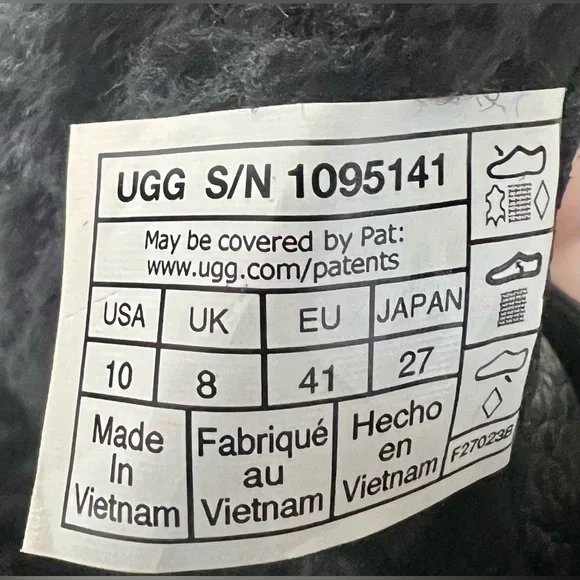 UGG S/N 1095141
May be covered by Pat:
www.ugg.com/patents
USA UK EU JAPAN
10 8 41 27
Made
In
Vietnam
Fabriqué
au
Vietnam
Hecho
en
Vietnam
F27023B